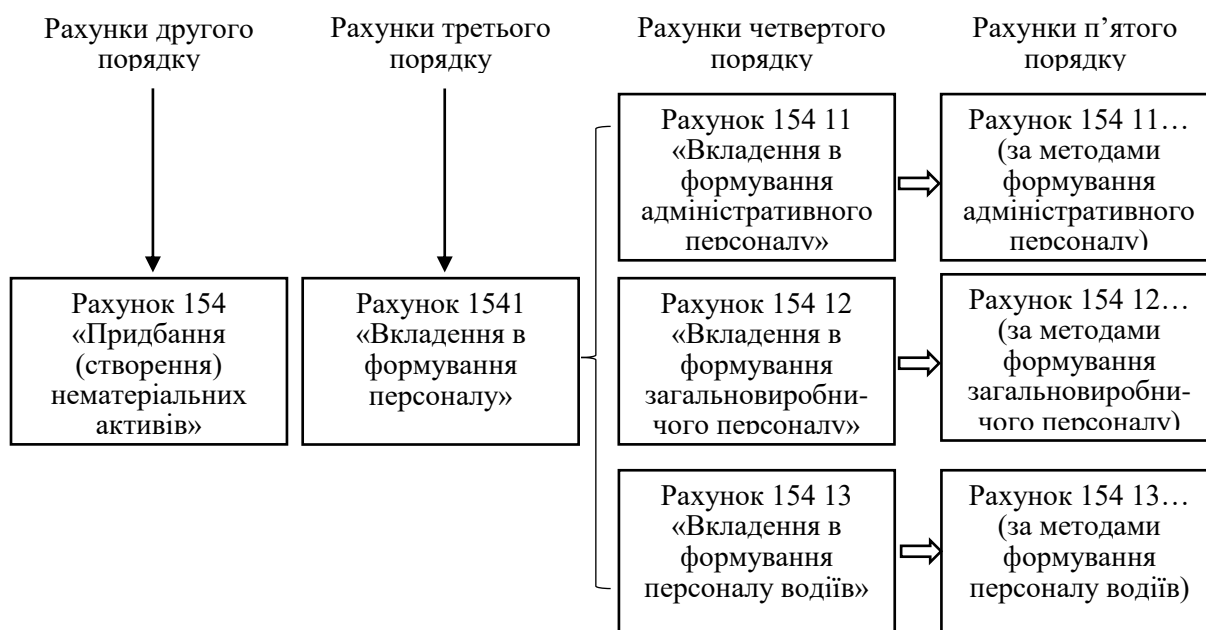 Рахунки другого
порядку
Рахунки третього
порядку
Рахунки четвертого
порядку
Рахунки п’ятого
порядку
Рахунок 154
«Придбання
(створення)
нематеріальних
активів»
Рахунок 1541
«Вкладення в
формування
персоналу»
Рахунок 154 11
«Вкладення в
формування
адміністративного
персоналу»
Рахунок 154 11…
(за методами
формування
адміністративного
персоналу)
Рахунок 154 12
«Вкладення в
формування
загальновиробни-
чого персоналу»
Рахунок 154 12…
(за методами
формування
загальновиробни-
чого персоналу)
Рахунок 154 13
«Вкладення в
формування
персоналу водіїв»
Рахунок 154 13…
(за методами
формування
персоналу водіїв)